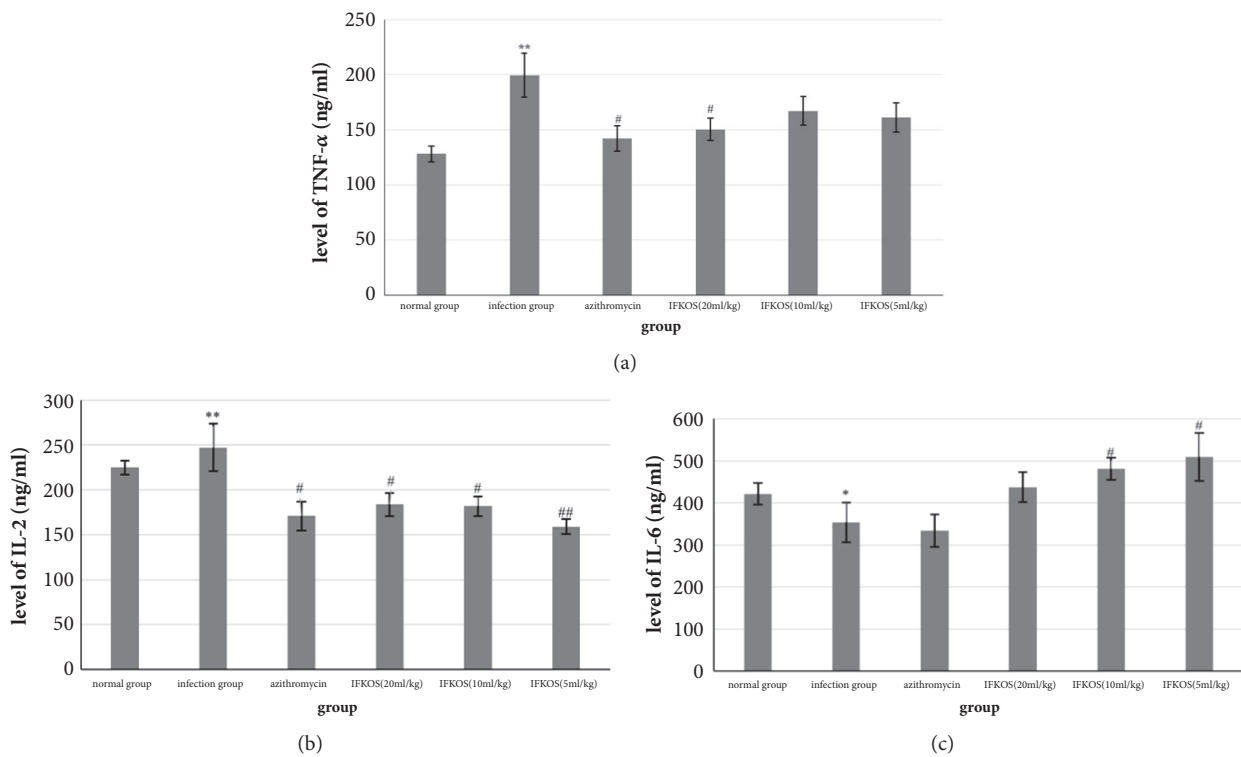 250
200
150
100
50
0
level of TNF-α (ng/ml)
**
#
#
normal group infection group azithromycin IFKOS(20ml/kg) IFKOS(10ml/kg) IFKOS(5ml/kg)
group
(a)
300
250
200
150
100
50
0
level of IL-2 (ng/ml)
**
#
#
#
##
normal group infection group azithromycin IFKOS(20ml/kg) IFKOS(10ml/kg) IFKOS(5ml/kg)
group
(b)
600
500
400
300
200
100
0
level of IL-6 (ng/ml)
*
#
#
normal group infection group azithromycin IFKOS(20ml/kg) IFKOS(10ml/kg) IFKOS(5ml/kg)
group
(c)